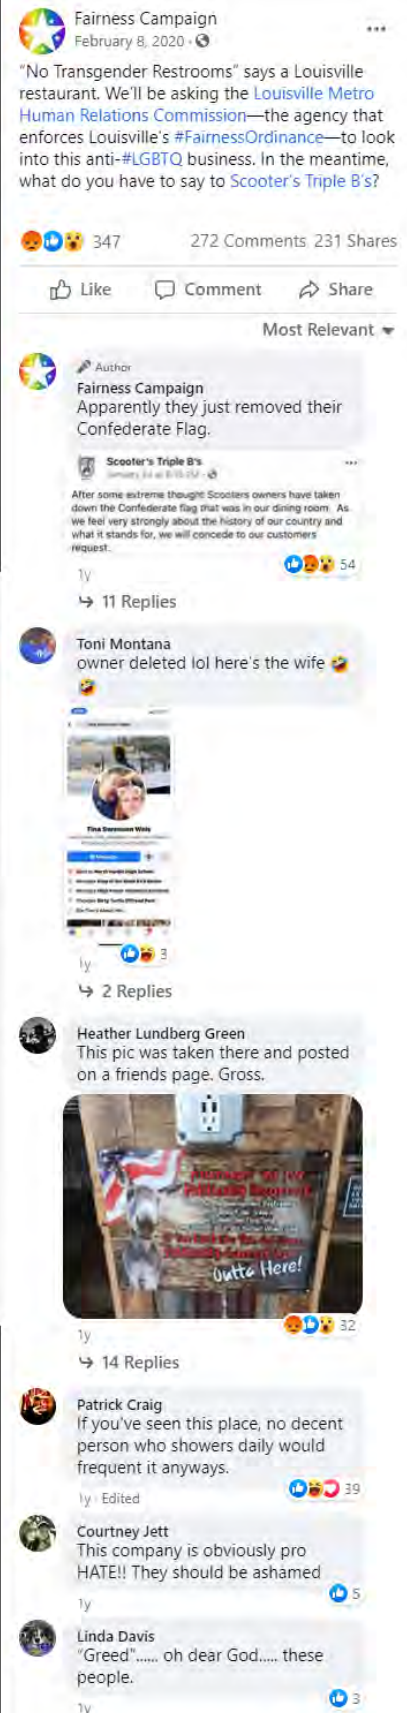 Fairness Campaign
February 8, 2020 ·
“No Transgender Restrooms” says a Louisville
restaurant. We'll be asking the Louisville Metro
Human Relations Commission—the agency that
enforces Louisville's #FairnessOrdinance—to look
into this anti-#LGBTQ business. In the meantime,
what do you have to say to Scooter's Triple B's?
347
272 Comments 231 Shares
Like Comment Share
Most Relevant
Author
Fairness Campaign
Apparently they just removed their
Confederate Flag.
Scooter's Triple B's
After some extreme thought Scooters owners have taken
down the Confederate flag that was in our dining room. As
we feel very strongly about the history of our country and
what it stands for, we will concede to our customers
request.
54
1y
11 Replies
Toni Montana
owner deleted lol here's the wife 🤣
🤣
3
1y
2 Replies
Heather Lundberg Green
This pic was taken there and posted
on a friends page. Gross.
Outta Here!
32
1y
14 Replies
Patrick Craig
If you've seen this place, no decent
person who showers daily would
frequent it anyways.
39
1y · Edited
Courtney Jett
This company is obviously pro
HATE!! They should be ashamed
5
1y
Linda Davis
“Greed”...... oh dear God..... these
people.
3
1y